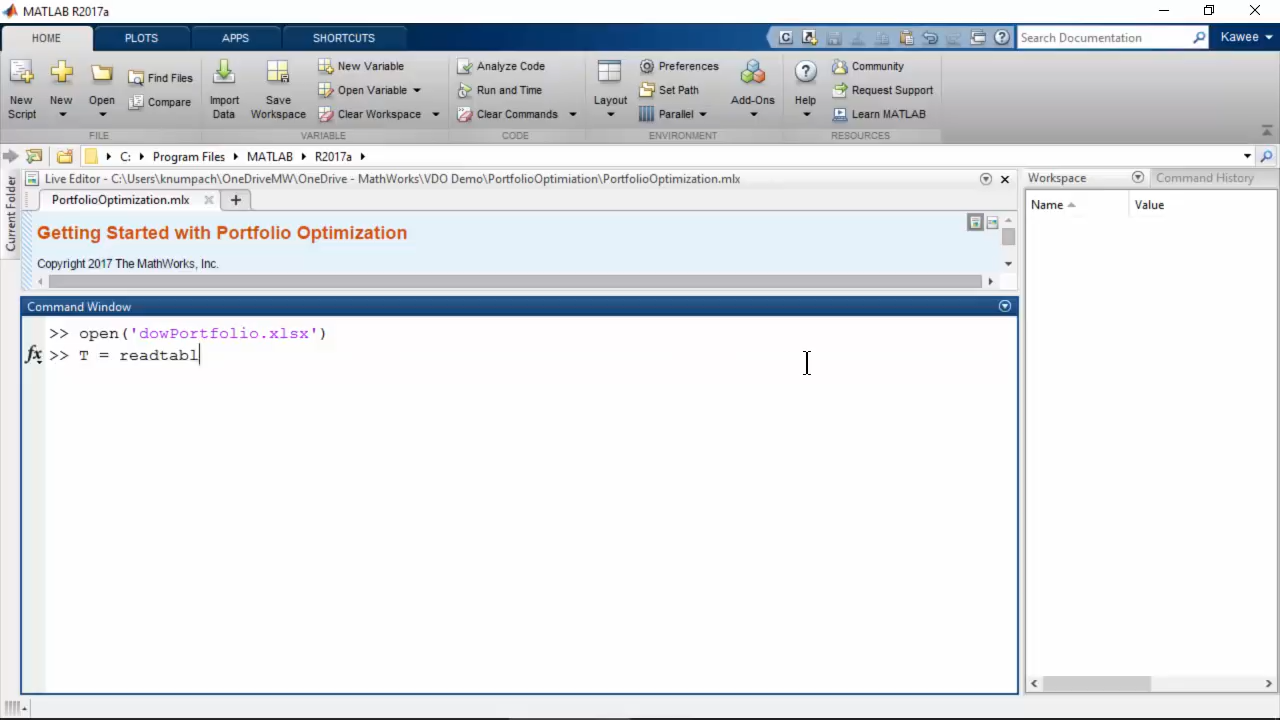 MATLAB R2017a
HOME PLOTS APPS SHORTCUTS Search Documentation Kawee
New Script New Open Find Files Compare Import Data Save Workspace New Variable Open Variable Clear Workspace Analyze Code Run and Time Clear Commands Layout Preferences Set Path Parallel Add-Ons Help Community Request Support Learn MATLAB
FILE VARIABLE CODE ENVIRONMENT RESOURCES
C: Program Files MATLAB R2017a
Current Folder
Live Editor - C:\Users\knumpach\OneDriveMW\OneDrive - MathWorks\VDO Demo\PortfolioOptimiation\PortfolioOptimization.mlx
PortfolioOptimization.mlx
Getting Started with Portfolio Optimization
Copyright 2017 The MathWorks, Inc.
Command Window
>> open('dowPortfolio.xlsx')
fx >> T = readtabl
Workspace Command History
Name Value